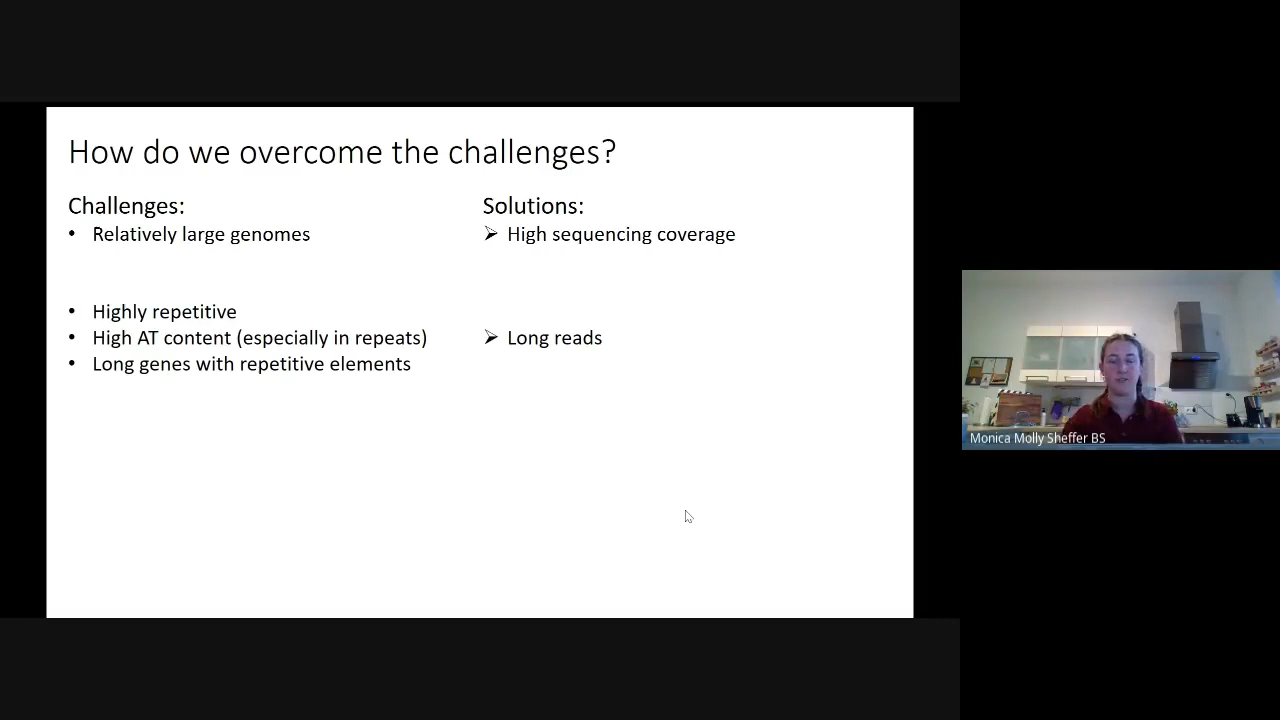 How do we overcome the challenges?
Challenges:
• Relatively large genomes
• Highly repetitive
• High AT content (especially in repeats)
• Long genes with repetitive elements
Solutions:
➢ High sequencing coverage
➢ Long reads
Monica Molly Sheffer BS